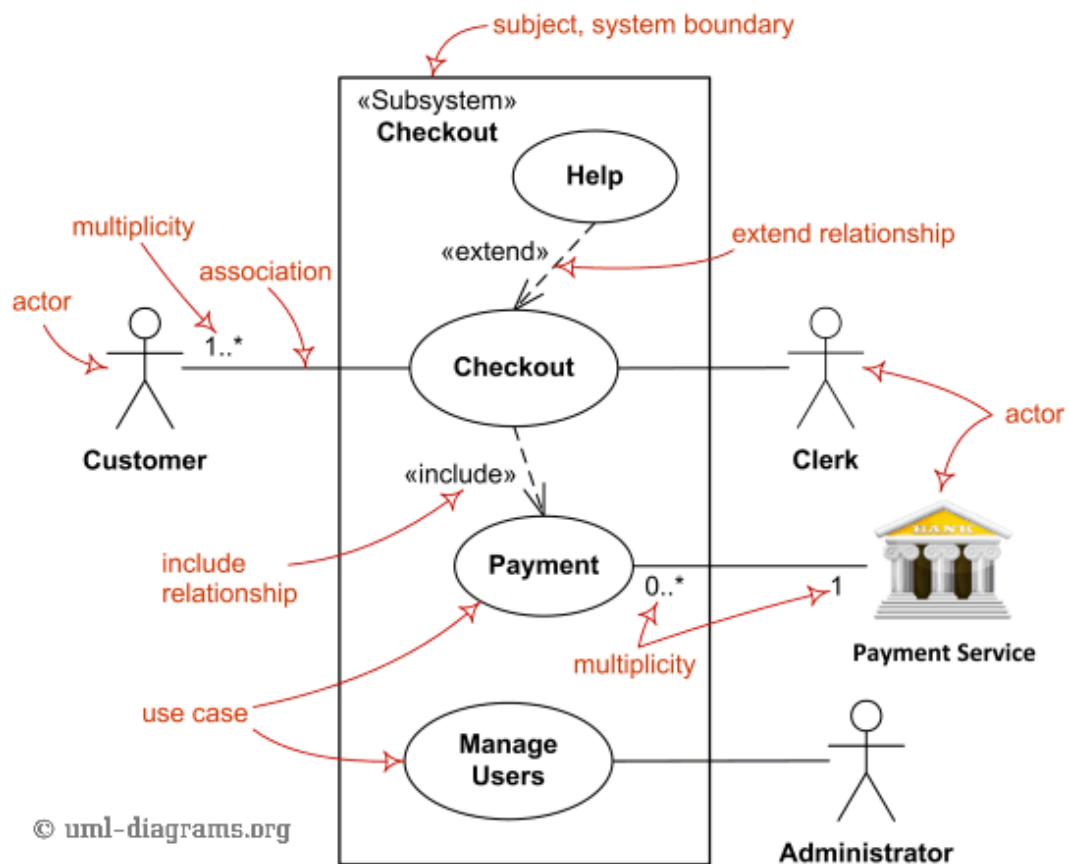 subject, system boundary
«Subsystem»
Checkout
Help
multiplicity
«extend»
extend relationship
association
actor
1..*
Checkout
Customer
Clerk
actor
«include»
BANK
include
relationship
Payment
0..*
1
multiplicity
Payment Service
use case
Manage
Users
© uml-diagrams.org
Administrator